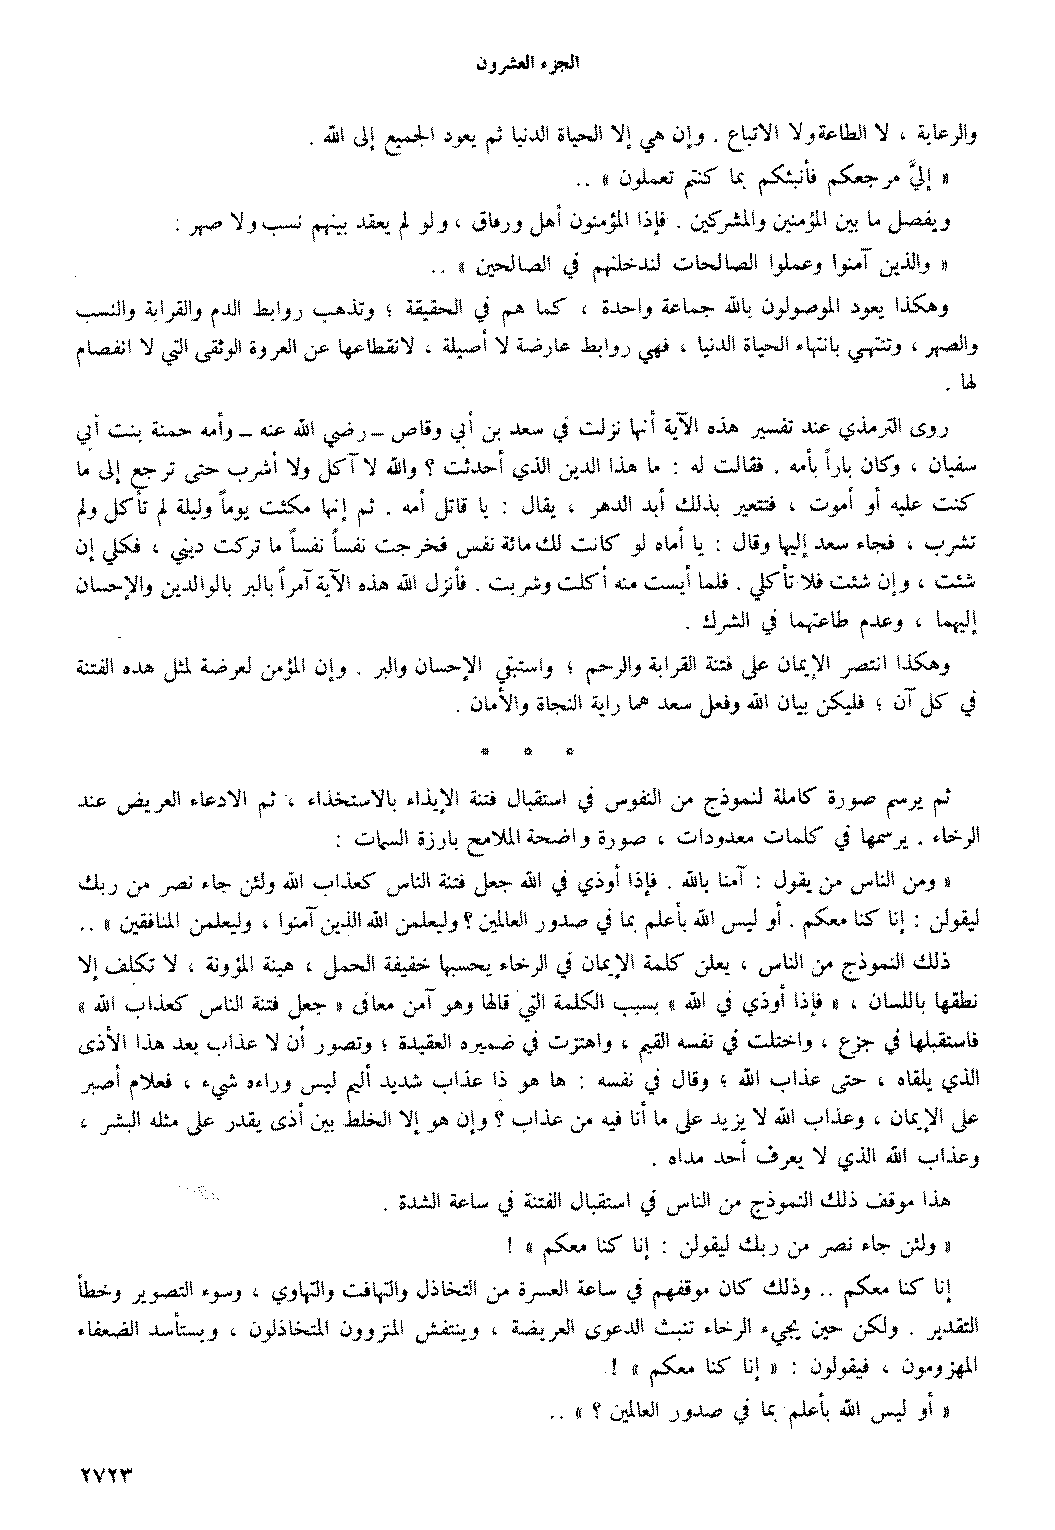 الجزء العشرون
والرعاية ، لا الطاعة ولا الاتباع . وإن هي إلا الحياة الدنيا ثم يعود الجميع إلى الله .
« إليَّ مرجعكم فأنبئكم بما كنتم تعملون » ..
ويفصل ما بين المؤمنين والمشركين . فإذا المؤمنون أهل ورفاق ، ولو لم يعقد بينهم نسب ولا صهر :
« والذين آمنوا وعملوا الصالحات لندخلنهم في الصالحين » ..
وهكذا يعود الموصولون بالله جماعة واحدة ، كما هم في الحقيقة ؛ وتذهب روابط الدم والقرابة والنسب
والصهر ، وتنتهي بانتهاء الحياة الدنيا ، فهي روابط عارضة لا أصيلة ، لانقطاعها عن العروة الوثقى التي لا انفصام
لها .
روى الترمذي عند تفسير هذه الآية أنها نزلت في سعد بن أبي وقاص ــ رضي الله عنه ــ وأمه حمنة بنت أبي
سفيان ، وكان باراً بأمه . فقالت له : ما هذا الدين الذي أحدثت ؟ والله لا آكل ولا أشرب حتى ترجع إلى ما
كنت عليه أو أموت ، فتتعير بذلك أبد الدهر ، يقال : يا قاتل أمه . ثم إنها مكثت يوماً وليلة لم تأكل ولم
تشرب ، فجاء سعد إليها وقال : يا أماه لو كانت لك مائة نفس فخرجت نفساً نفساً ما تركت ديني ، فكلي إن
شئت ، وإن شئت فلا تأكلي . فلما أيست منه أكلت وشربت . فأنزل الله هذه الآية آمراً بالبر بالوالدين والإحسان
إليهما ، وعدم طاعتهما في الشرك .
وهكذا انتصر الإيمان على فتنة القرابة والرحم ؛ واستبقي الإحسان والبر . وإن المؤمن لعرضة لمثل هذه الفتنة
في كل آن ؛ فليكن بيان الله وفعل سعد هما راية النجاة والأمان .
* * *
ثم يرسم صورة كاملة لنموذج من النفوس في استقبال فتنة الإيذاء بالاستخذاء ، ثم الادعاء العريض عند
الرخاء . يرسمها في كلمات معدودات ، صورة واضحة الملامح بارزة السمات :
« ومن الناس من يقول : آمنا بالله . فإذا أوذي في الله جعل فتنة الناس كعذاب الله ولئن جاء نصر من ربك
ليقولن : إنا كنا معكم . أو ليس الله بأعلم بما في صدور العالمين ؟ وليعلمن الله الذين آمنوا ، وليعلمن المنافقين » ..
ذلك النموذج من الناس ، يعلن كلمة الإيمان في الرخاء يحسبها خفيفة الحمل ، هينة المؤونة ، لا تكلف إلا
نطقها باللسان ، « فإذا أوذي في الله » بسبب الكلمة التي قالها وهو آمن معافى « جعل فتنة الناس كعذاب الله »
فاستقبلها في جزع ، واختلت في نفسه القيم ، واهتزت في ضميره العقيدة ؛ وتصور أن لا عذاب بعد هذا الأذى
الذي يلقاه ، حتى عذاب الله ؛ وقال في نفسه : ها هو ذا عذاب شديد أليم ليس وراءه شيء ، فعلام أصبر
على الإيمان ، وعذاب الله لا يزيد على ما أنا فيه من عذاب ؟ وإن هو إلا الخلط بين أذى يقدر على مثله البشر ،
وعذاب الله الذي لا يعرف أحد مداه .
هذا موقف ذلك النموذج من الناس في استقبال الفتنة في ساعة الشدة .
« ولئن جاء نصر من ربك ليقولن : إنا كنا معكم » !
إنا كنا معكم .. وذلك كان موقفهم في ساعة العسرة من التخاذل والتهافت والتهاوي ، وسوء التصوير وخطأ
التقدير . ولكن حين يجيء الرخاء تنبث الدعوى العريضة ، وينتفش المنزوون المتخاذلون ، ويستأسد الضعفاء
المهزومون ، فيقولون : « إنا كنا معكم » !
« أو ليس الله بأعلم بما في صدور العالمين ؟ » ..
٢٧٢٣